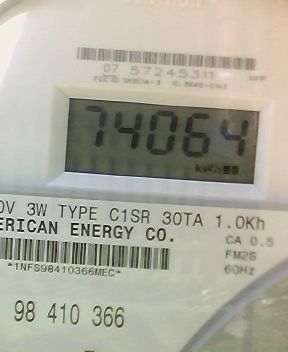 07 57245311
74064
kWh
0V 3W TYPE C1SR 30TA 1.0Kh
ERICAN ENERGY CO.
CA 0.5
FM2S
*1NFS98410366MEC*
60Hz
98 410 366